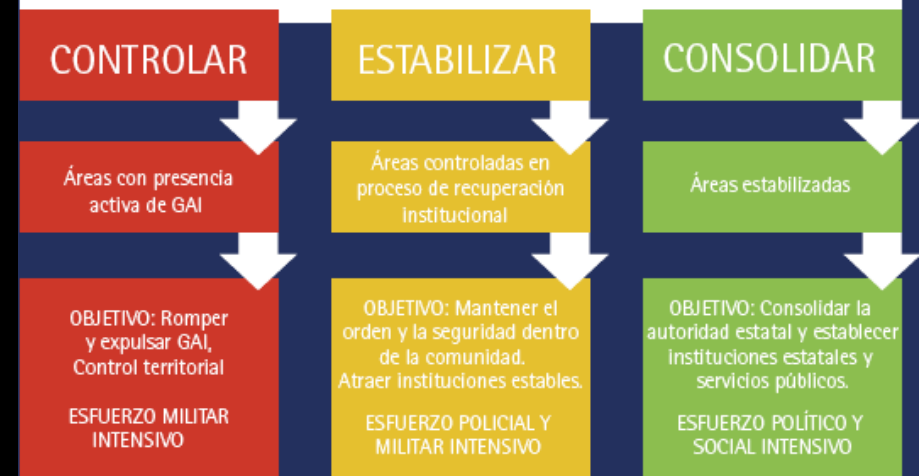 CONTROLAR
Áreas con presencia
activa de GAI
OBJETIVO: Romper
y expulsar GAI,
Control territorial
ESFUERZO MILITAR
INTENSIVO
ESTABILIZAR
Áreas controladas en
proceso de recuperación
institucional
OBJETIVO: Mantener el
orden y la seguridad dentro
de la comunidad.
Atraer instituciones estables.
ESFUERZO POLICIAL Y
MILITAR INTENSIVO
CONSOLIDAR
Áreas estabilizadas
OBJETIVO: Consolidar la
autoridad estatal y establecer
instituciones estatales y
servicios públicos.
ESFUERZO POLÍTICO Y
SOCIAL INTENSIVO